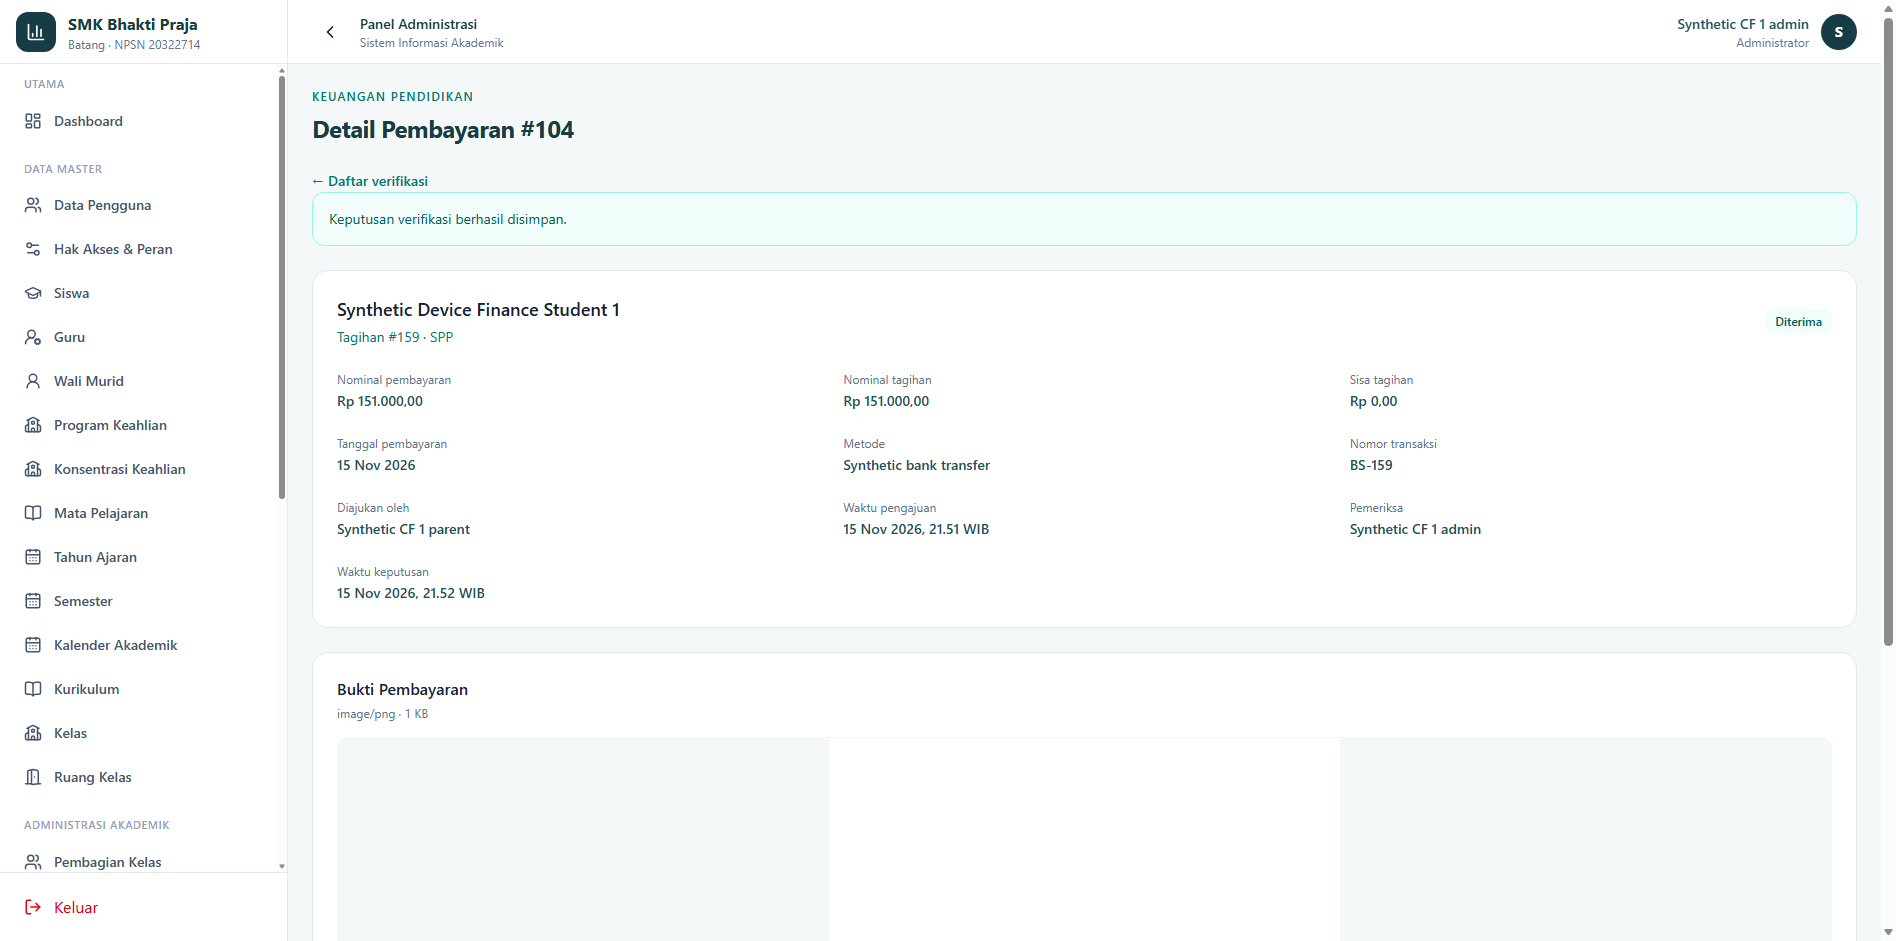 SMK Bhakti Praja
Batang · NPSN 20322714
UTAMA
Dashboard
DATA MASTER
Data Pengguna
Hak Akses & Peran
Siswa
Guru
Wali Murid
Program Keahlian
Konsentrasi Keahlian
Mata Pelajaran
Tahun Ajaran
Semester
Kalender Akademik
Kurikulum
Kelas
Ruang Kelas
ADMINISTRASI AKADEMIK
Pembagian Kelas
Keluar
Panel Administrasi
Sistem Informasi Akademik
Synthetic CF 1 admin
Administrator
S
KEUANGAN PENDIDIKAN
Detail Pembayaran #104
← Daftar verifikasi
Keputusan verifikasi berhasil disimpan.
Synthetic Device Finance Student 1
Tagihan #159 · SPP
Diterima
Nominal pembayaran
Rp 151.000,00
Nominal tagihan
Rp 151.000,00
Sisa tagihan
Rp 0,00
Tanggal pembayaran
15 Nov 2026
Metode
Synthetic bank transfer
Nomor transaksi
BS-159
Diajukan oleh
Synthetic CF 1 parent
Waktu pengajuan
15 Nov 2026, 21.51 WIB
Pemeriksa
Synthetic CF 1 admin
Waktu keputusan
15 Nov 2026, 21.52 WIB
Bukti Pembayaran
image/png · 1 KB